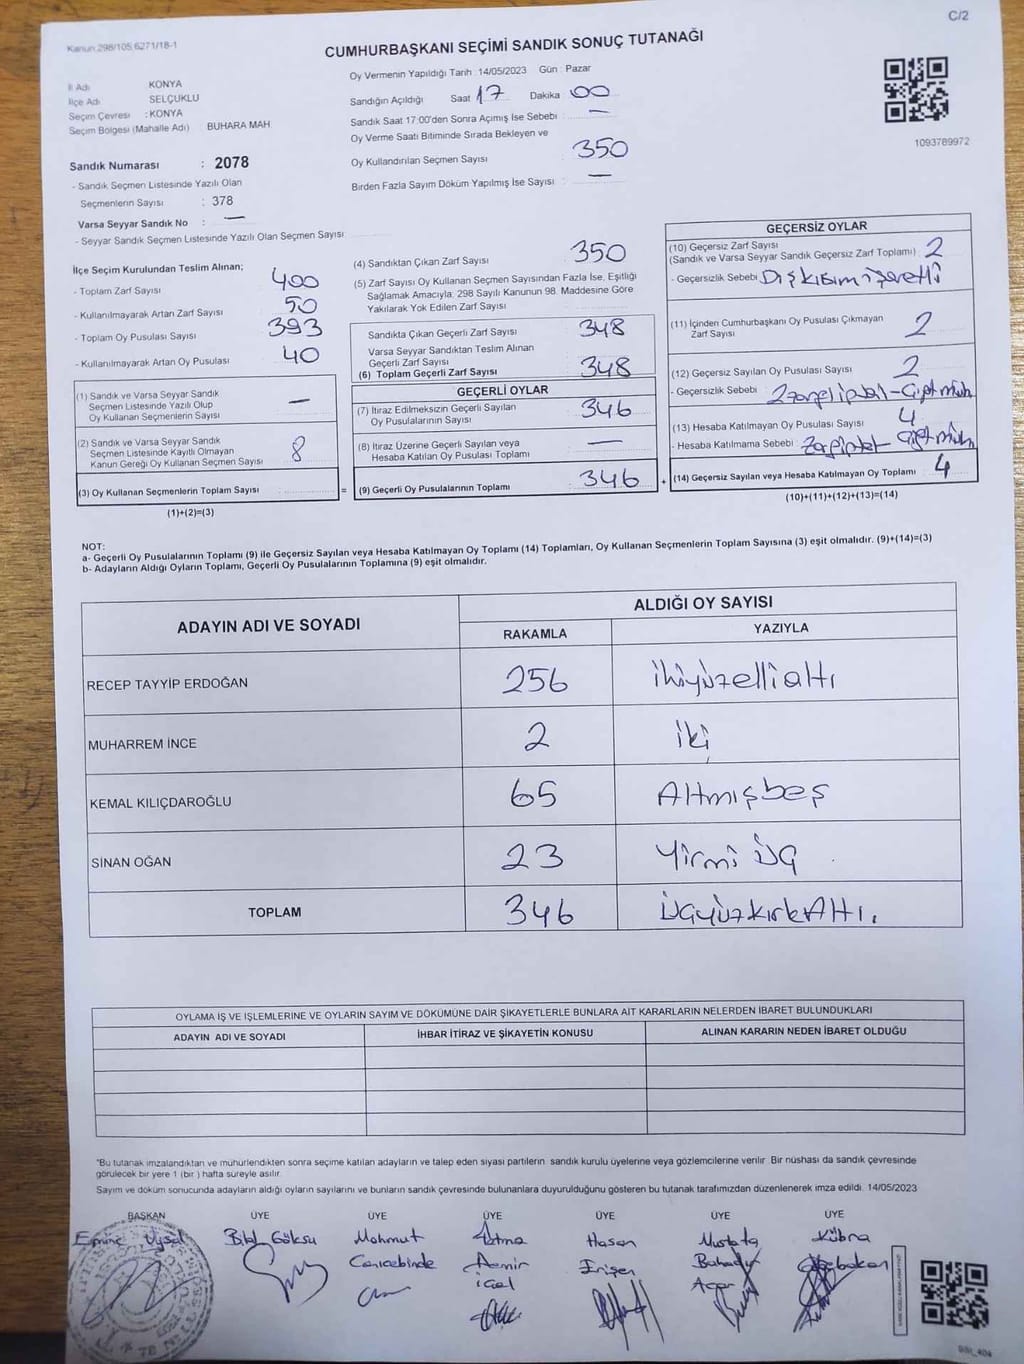 C/2
Kanun 298/105,6271/18-1
CUMHURBAŞKANI SEÇİMİ SANDIK SONUÇ TUTANAĞI
İl Adı KONYA
İlçe Adı SELÇUKLU
Seçim Çevresi : KONYA
Seçim Bölgesi (Mahalle Adı) BUHARA MAH
Sandık Numarası : 2078
- Sandık Seçmen Listesinde Yazılı Olan
Seçmenlerin Sayısı : 378
Varsa Seyyar Sandık No : —
- Seyyar Sandık Seçmen Listesinde Yazılı Olan Seçmen Sayısı
Oy Vermenin Yapıldığı Tarih : 14/05/2023 Gün : Pazar
Sandığın Açıldığı Saat 17 Dakika 00
Sandık Saat 17:00'den Sonra Açımış İse Sebebi : —
Oy Verme Saati Bitiminde Sırada Bekleyen ve
Oy Kullandırılan Seçmen Sayısı 350
Birden Fazla Sayım Döküm Yapılmış İse Sayısı : —
1093789972
İlçe Seçim Kurulundan Teslim Alınan;
- Toplam Zarf Sayısı : 400
- Kullanılmayarak Artan Zarf Sayısı 50
- Toplam Oy Pusulası Sayısı 393
- Kullanılmayarak Artan Oy Pusulası 40
(1) Sandık ve Varsa Seyyar Sandık
Seçmen Listesinde Yazılı Olup
Oy Kullanan Seçmenlerin Sayısı —
(2) Sandık ve Varsa Seyyar Sandık
Seçmen Listesinde Kayıtlı Olmayan
Kanun Gereği Oy Kullanan Seçmen Sayısı 8
(3) Oy Kullanan Seçmenlerin Toplam Sayısı
(1)+(2)=(3)
(4) Sandıktan Çıkan Zarf Sayısı 350
(5) Zarf Sayısı Oy Kullanan Seçmen Sayısından Fazla İse, Eşitliği
Sağlamak Amacıyla, 298 Sayılı Kanunun 98. Maddesine Göre
Yakılarak Yok Edilen Zarf Sayısı :
Sandıkta Çıkan Geçerli Zarf Sayısı : 348
Varsa Seyyar Sandıktan Teslim Alınan
Geçerli Zarf Sayısı
(6) Toplam Geçerli Zarf Sayısı : 348
GEÇERLİ OYLAR
(7) İtiraz Edilmeksizin Geçerli Sayılan
Oy Pusulalarının Sayısı : 346
(8) İtiraz Üzerine Geçerli Sayılan veya
Hesaba Katılan Oy Pusulası Toplamı : —
= (9) Geçerli Oy Pusulalarının Toplamı : 346 +
GEÇERSİZ OYLAR
(10) Geçersiz Zarf Sayısı
(Sandık ve Varsa Seyyar Sandık Geçersiz Zarf Toplamı) : 2
- Geçersizlik Sebebi : Dış kısım işaretli
(11) İçinden Cumhurbaşkanı Oy Pusulası Çıkmayan
Zarf Sayısı 2
(12) Geçersiz Sayılan Oy Pusulası Sayısı : 2
- Geçersizlik Sebebi :
(13) Hesaba Katılmayan Oy Pusulası Sayısı 4
- Hesaba Katılmama Sebebi :
(14) Geçersiz Sayılan veya Hesaba Katılmayan Oy Toplamı 4
(10)+(11)+(12)+(13)=(14)
NOT:
a- Geçerli Oy Pusulalarının Toplamı (9) ile Geçersiz Sayılan veya Hesaba Katılmayan Oy Toplamı (14) Toplamları, Oy Kullanan Seçmenlerin Toplam Sayısına (3) eşit olmalıdır. (9)+(14)=(3)
b- Adayların Aldığı Oyların Toplamı, Geçerli Oy Pusulalarının Toplamına (9) eşit olmalıdır.
ADAYIN ADI VE SOYADI
ALDIĞI OY SAYISI
RAKAMLA YAZIYLA
RECEP TAYYİP ERDOĞAN 256 ikiyüzellialtı
MUHARREM İNCE 2 iki
KEMAL KILIÇDAROĞLU 65 Altmışbeş
SİNAN OĞAN 23 Yirmi üç
TOPLAM 346 üçyüzkırkAltı.
OYLAMA İŞ VE İŞLEMLERİNE VE OYLARIN SAYIM VE DÖKÜMÜNE DAİR ŞİKAYETLERLE BUNLARA AİT KARARLARIN NELERDEN İBARET BULUNDUKLARI
ADAYIN ADI VE SOYADI İHBAR İTİRAZ VE ŞİKAYETİN KONUSU ALINAN KARARIN NEDEN İBARET OLDUĞU
*Bu tutanak imzalandıktan ve mühürlendikten sonra seçime katılan adayların ve talep eden siyasi partilerin sandık kurulu üyelerine veya gözlemcilerine verilir Bir nüshası da sandık çevresinde
görülecek bir yere 1 (bir) hafta süreyle asılır.
Sayım ve döküm sonucunda adayların aldığı oyların sayılarını ve bunların sandık çevresinde bulunanlara duyurulduğunu gösteren bu tutanak tarafımızdan düzenlenerek imza edildi. 14/05/2023
BAŞKAN ÜYE ÜYE ÜYE ÜYE ÜYE ÜYE
Emine Uysal Bilal Göksu Mahmut Fatma Hasan Mustafa Kübra
Cancebinde Demir Erişen Bahadır
icel Acar